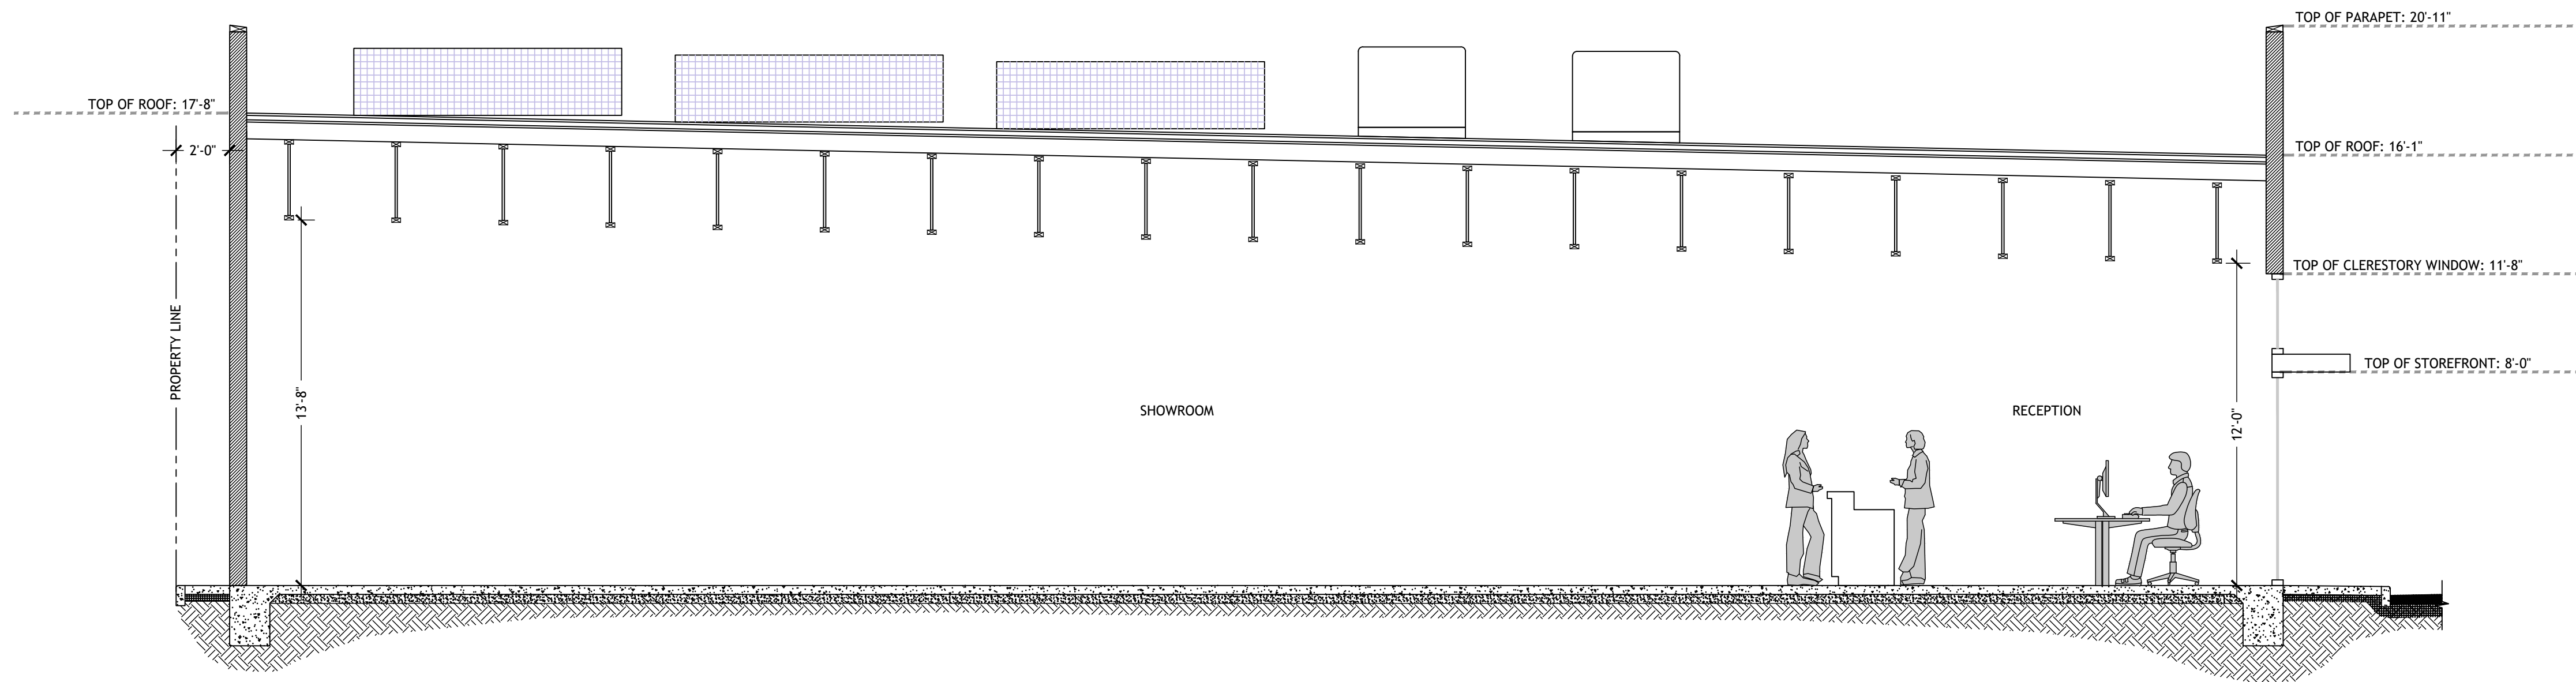 TOP OF PARAPET: 20'-11"
TOP OF ROOF: 17'-8"
2'-0"
TOP OF ROOF: 16'-1"
TOP OF CLERESTORY WINDOW: 11'-8"
PROPERTY LINE
TOP OF STOREFRONT: 8'-0"
13'-8"
SHOWROOM
RECEPTION
12'-0"